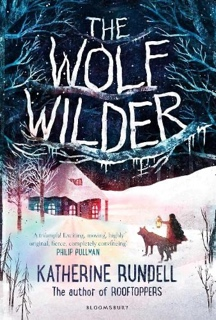 THE
WOLF
WILDER
A triumph! Exciting, moving, highly
original, fierce, completely convincing
PHILIP PULLMAN
KATHERINE RUNDELL
The author of ROOFTOPPERS
BLOOMSBURY